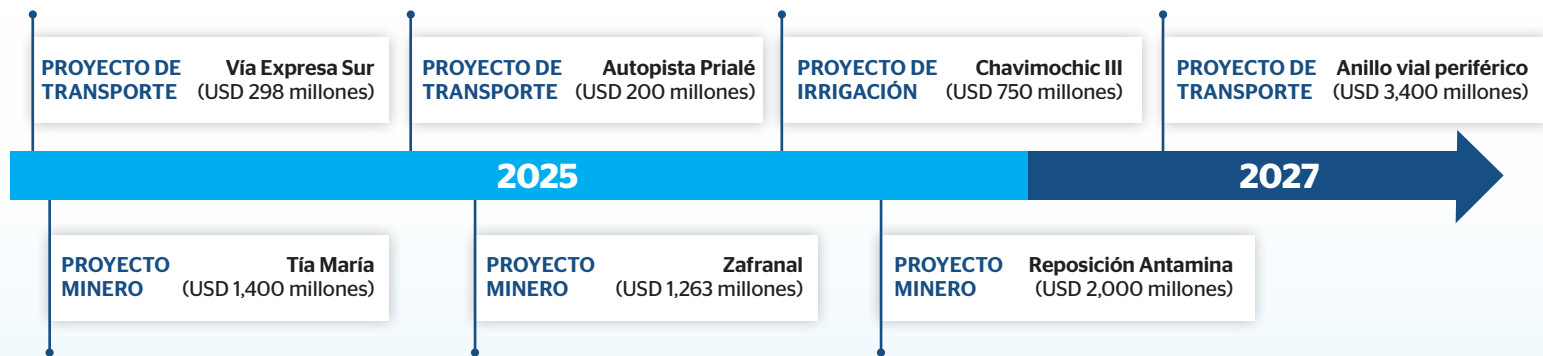 PROYECTO DE TRANSPORTE
Vía Expresa Sur
(USD 298 millones)
PROYECTO DE TRANSPORTE
Autopista Prialé
(USD 200 millones)
PROYECTO DE IRRIGACIÓN
Chavimochic III
(USD 750 millones)
PROYECTO DE TRANSPORTE
Anillo vial periférico
(USD 3,400 millones)
2025
2027
PROYECTO MINERO
Tía María
(USD 1,400 millones)
PROYECTO MINERO
Zafranal
(USD 1,263 millones)
PROYECTO MINERO
Reposición Antamina
(USD 2,000 millones)